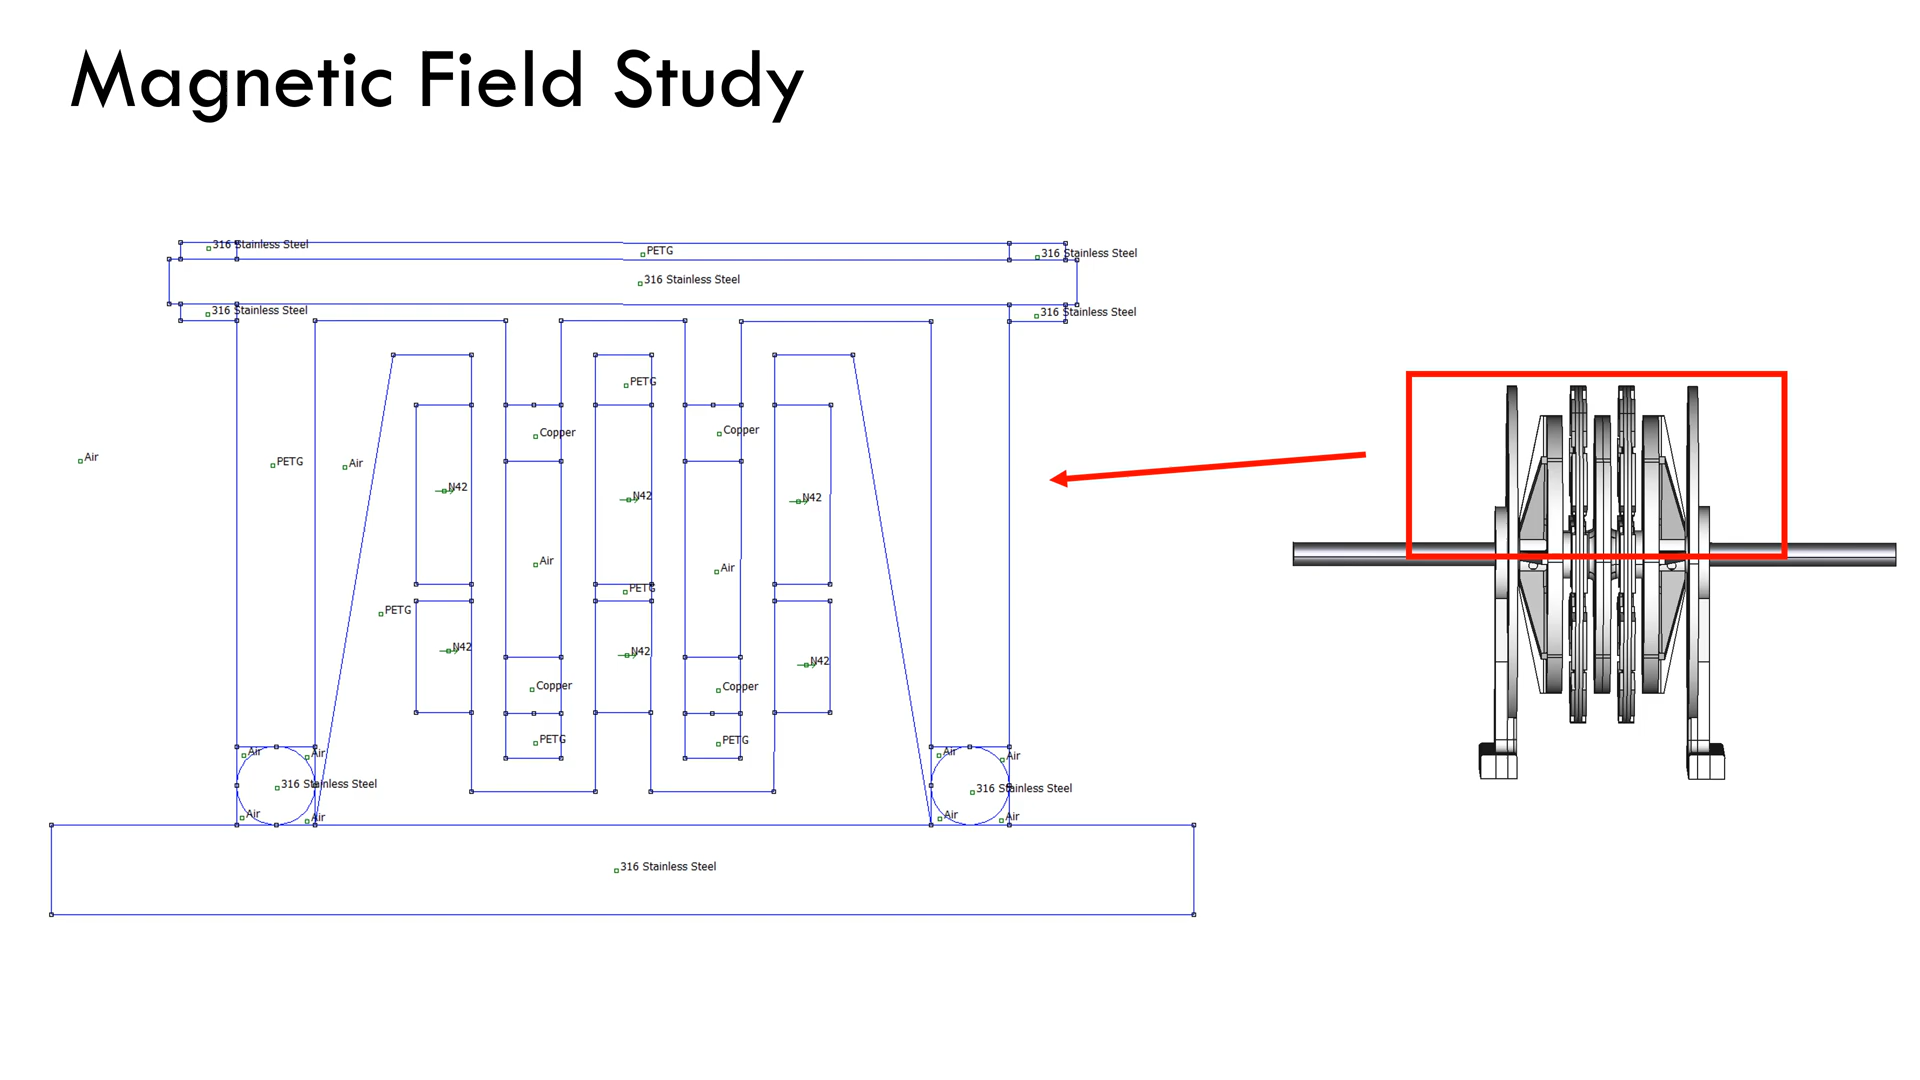 Magnetic Field Study
316 Stainless Steel
PETG
316 Stainless Steel
316 Stainless Steel
316 Stainless Steel
316 Stainless Steel
PETG
Copper
Copper
Air
PETG
Air
N42
N42
N42
Air
Air
PETG
PETG
N42
N42
N42
Copper
Copper
PETG
PETG
Air
Air
Air
Air
316 Stainless Steel
316 Stainless Steel
Air
Air
Air
Air
316 Stainless Steel